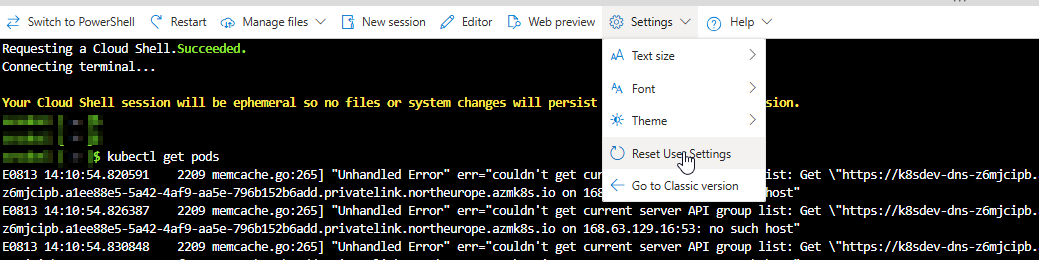 Switch to PowerShell Restart Manage files New session Editor Web preview Settings Help
Requesting a Cloud Shell.Succeeded.
Connecting terminal...
Text size
Font
Theme
Reset User Settings
Go to Classic version
Your Cloud Shell session will be ephemeral so no files or system changes will persist sion.
$ kubectl get pods
E0813 14:10:54.820591 2209 memcache.go:265] "Unhandled Error" err="couldn't get c list: Get \"https://k8sdev-dns-z6mjcipb.
z6mjcipb.a1ee88e5-5a42-4af9-aa5e-796b152b6add.privatelink.northeurope.azmk8s.io on 168 host"
E0813 14:10:54.826387 2209 memcache.go:265] "Unhandled Error" err="couldn't get current server API group list: Get \"https://k8sdev-dns-z6mjcipb.
z6mjcipb.a1ee88e5-5a42-4af9-aa5e-796b152b6add.privatelink.northeurope.azmk8s.io on 168.63.129.16:53: no such host"
E0813 14:10:54.830848 2209 memcache.go:265] "Unhandled Error" err="couldn't get current server API group list: Get \"https://k8sdev-dns-z6mjcipb.